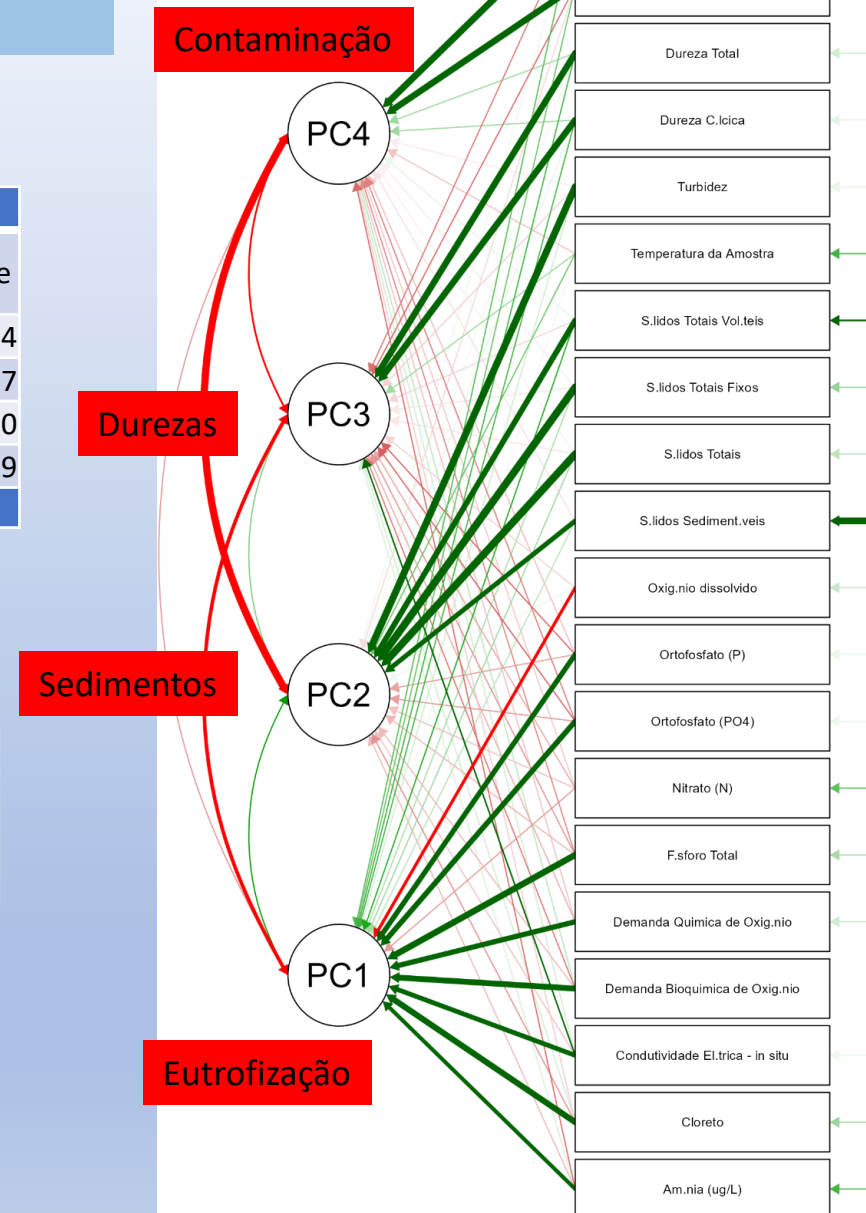 Contaminação
PC4
PC3
Durezas
Sedimentos
PC2
PC1
Eutrofização
e
4
7
0
9
Dureza Total
Dureza C.lcica
Turbidez
Temperatura da Amostra
S.lidos Totais Vol.teis
S.lidos Totais Fixos
S.lidos Totais
S.lidos Sediment.veis
Oxig.nio dissolvido
Ortofosfato (P)
Ortofosfato (PO4)
Nitrato (N)
F.sforo Total
Demanda Quimica de Oxig.nio
Demanda Bioquimica de Oxig.nio
Condutividade El.trica - in situ
Cloreto
Am.nia (ug/L)